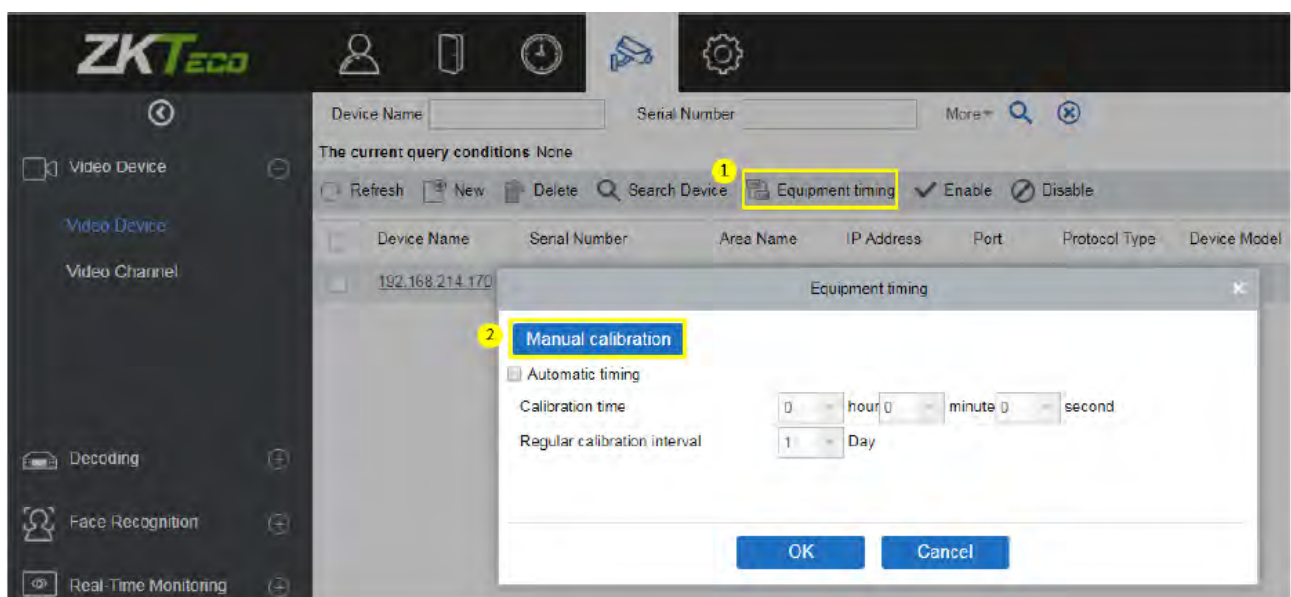 ZKTECO
Device Name Serial Number More
The current query conditions None
Video Device
1
Refresh New Delete Search Device Equipment timing Enable Disable
Video Device
Device Name Serial Number Area Name IP Address Port Protocol Type Device Model
Video Channel
192.168.214.170
Equipment timing
2 Manual calibration
Automatic timing
Calibration time 0 hour 0 minute 0 second
Regular calibration interval 1 Day
Decoding
Face Recognition
OK Cancel
Real-Time Monitoring